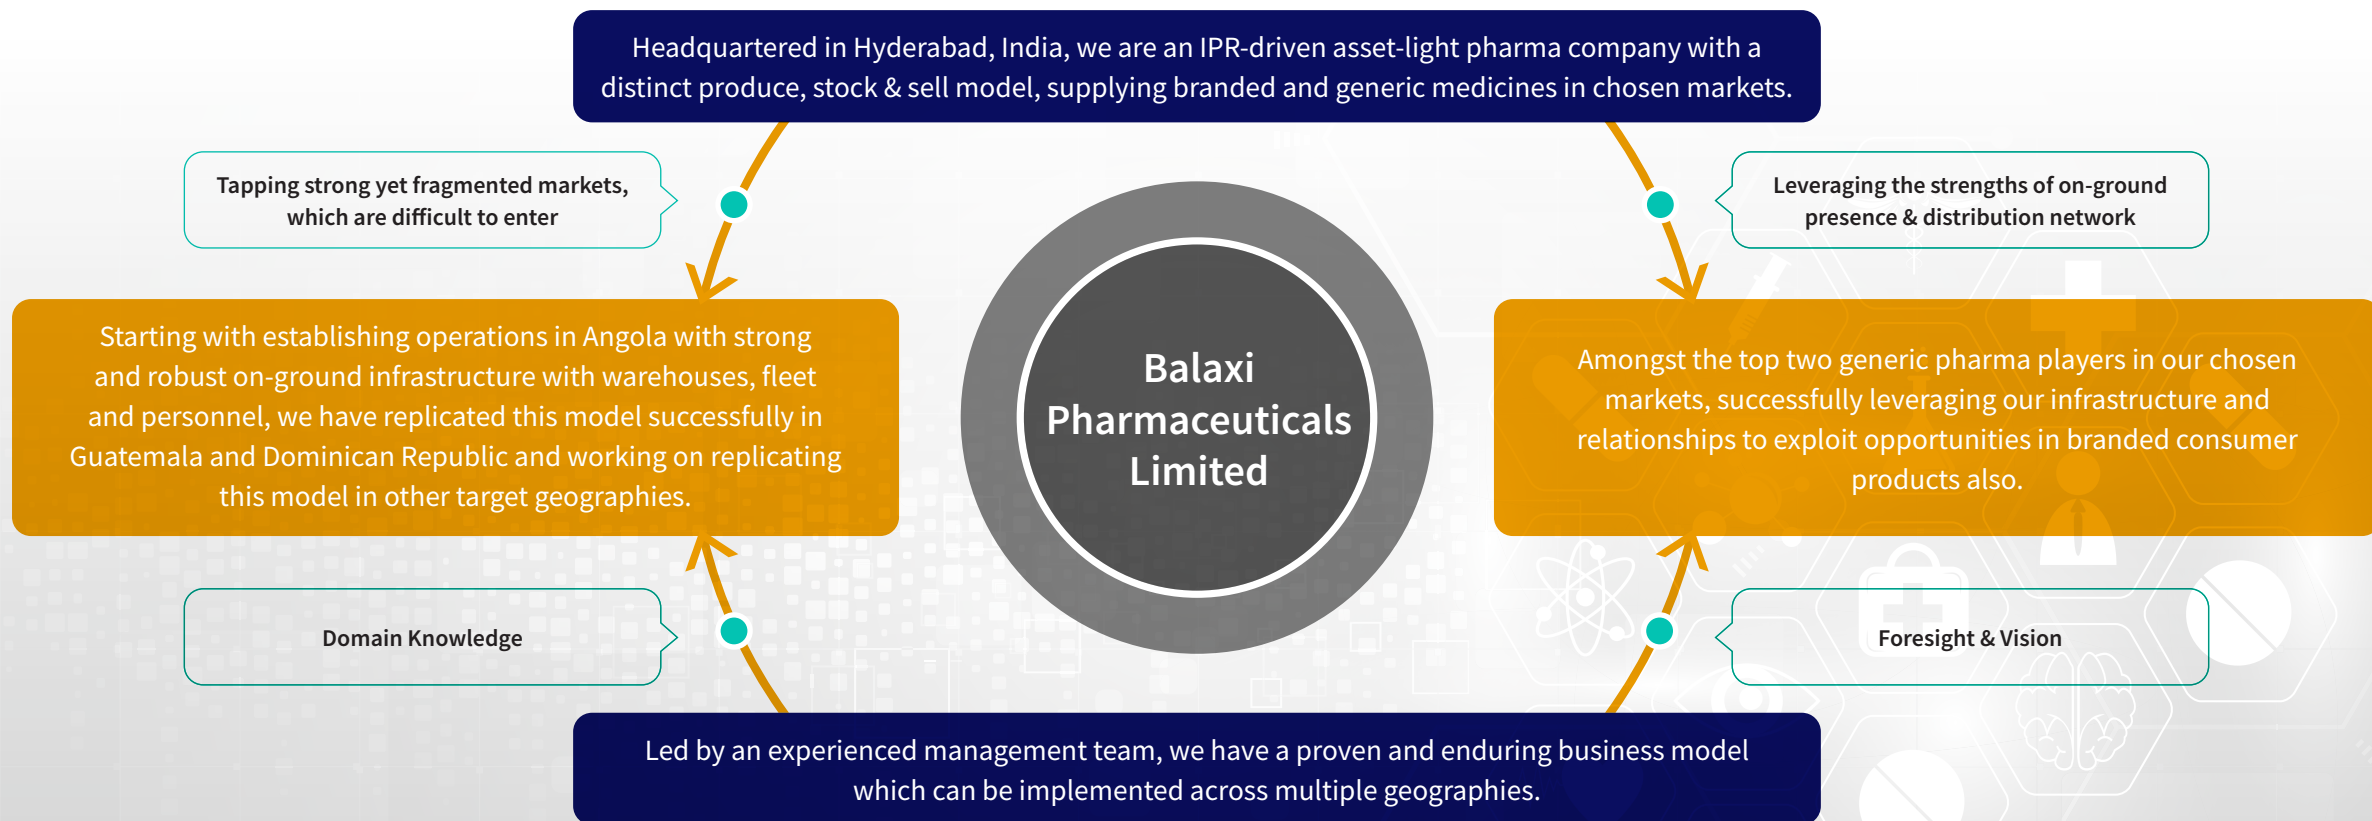 Headquartered in Hyderabad, India, we are an IPR-driven asset-light pharma company with a
distinct produce, stock & sell model, supplying branded and generic medicines in chosen markets.
Tapping strong yet fragmented markets,
which are difficult to enter
Leveraging the strengths of on-ground
presence & distribution network
Starting with establishing operations in Angola with strong
and robust on-ground infrastructure with warehouses, fleet
and personnel, we have replicated this model successfully in
Guatemala and Dominican Republic and working on replicating
this model in other target geographies.
Balaxi
Pharmaceuticals
Limited
Amongst the top two generic pharma players in our chosen
markets, successfully leveraging our infrastructure and
relationships to exploit opportunities in branded consumer
products also.
Domain Knowledge
Foresight & Vision
Led by an experienced management team, we have a proven and enduring business model
which can be implemented across multiple geographies.